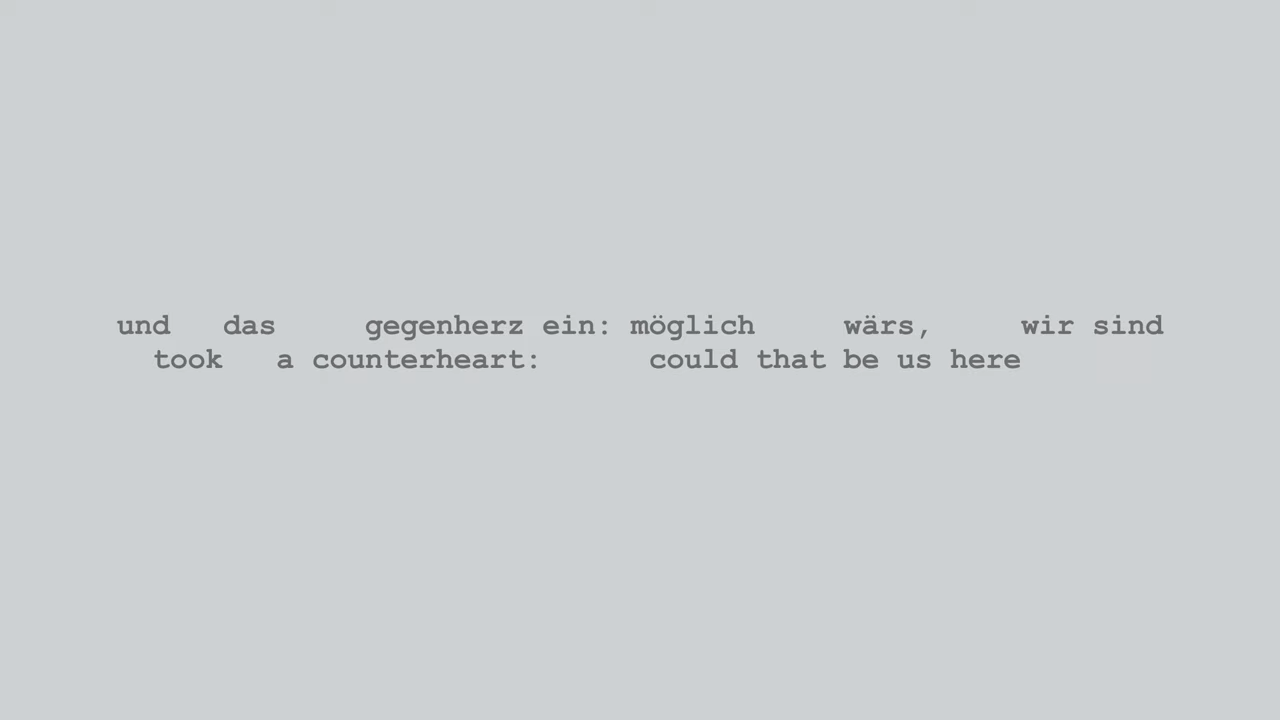 und das gegenherz ein: möglich wärs, wir sind
took a counterheart: could that be us here